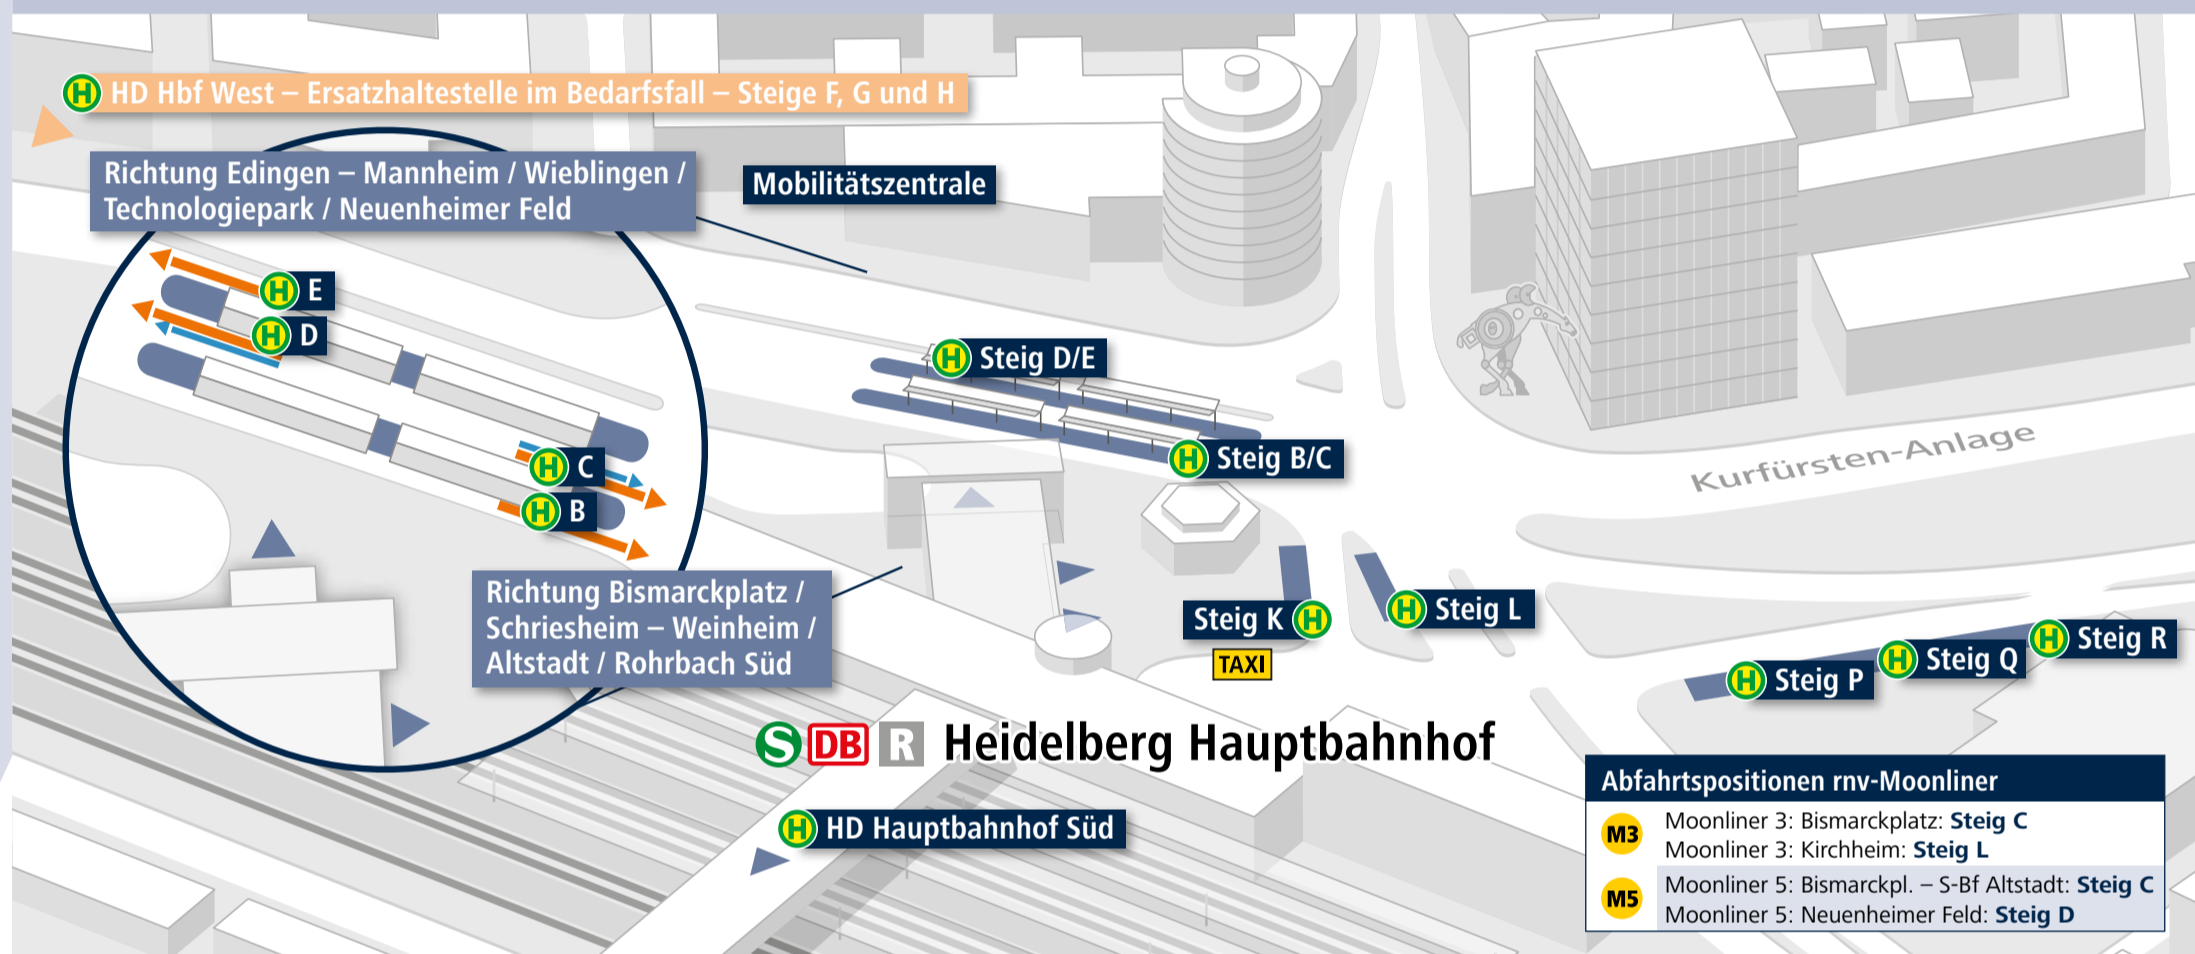 H HD Hbf West – Ersatzhaltestelle im Bedarfsfall – Steige F, G und H
Richtung Edingen – Mannheim / Wieblingen /
Technologiepark / Neuenheimer Feld
Mobilitätszentrale
H E
H D
H C
H B
H Steig D/E
H Steig B/C
Kurfürsten-Anlage
Richtung Bismarckplatz /
Schriesheim – Weinheim /
Altstadt / Rohrbach Süd
Steig K H
TAXI
H Steig L
H Steig P
H Steig Q
H Steig R
S DB R Heidelberg Hauptbahnhof
H HD Hauptbahnhof Süd
Abfahrtspositionen rnv-Moonliner
M3
Moonliner 3: Bismarckplatz: Steig C
Moonliner 3: Kirchheim: Steig L
M5
Moonliner 5: Bismarckpl. – S-Bf Altstadt: Steig C
Moonliner 5: Neuenheimer Feld: Steig D